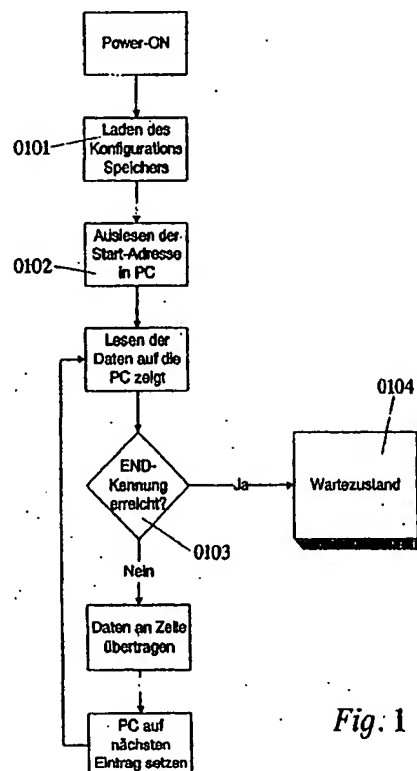 Power-ON
0101
Laden des
Konfigurations
Speichers
0102
Auslesen der
Start-Adresse
in PC
Lesen der
Daten auf die
PC zeigt
0104
END-
Kennung
erreicht?
Ja
Wartezustand
0103
Nein
Daten an Zelle
übertragen
PC auf
nächsten
Eintrag setzen
Fig. 1